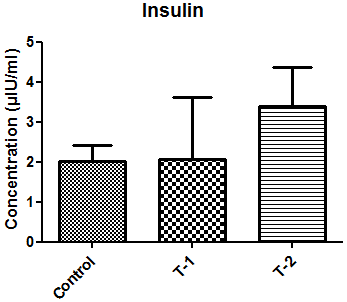 Insulin
Concentration (µIU/ml)
5
4
3
2
1
0
Control
T-1
T-2